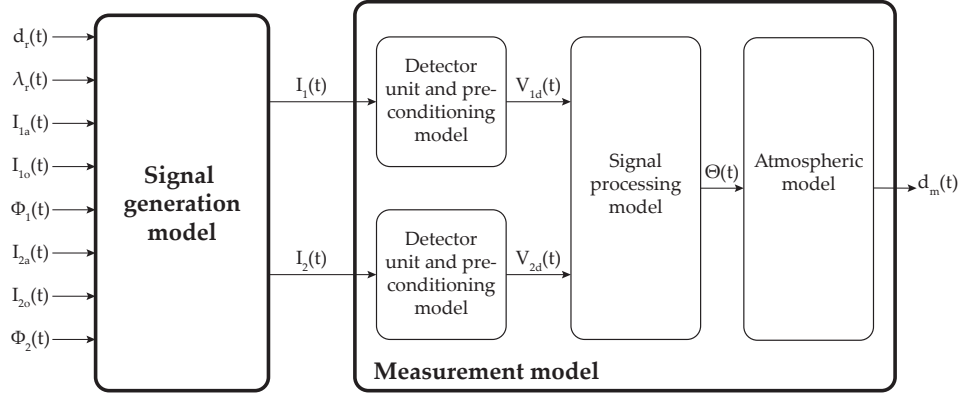 d_r(t)
λ_r(t)
I_1a(t)
I_1o(t)
Φ_1(t)
I_2a(t)
I_2o(t)
Φ_2(t)
Signal
generation
model
I_1(t)
I_2(t)
Detector
unit and pre-
conditioning
model
V_1d(t)
Detector
unit and pre-
conditioning
model
V_2d(t)
Signal
processing
model
Θ(t)
Atmospheric
model
d_m(t)
Measurement model